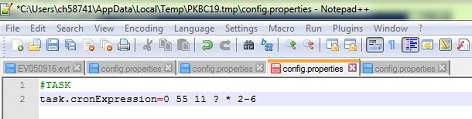 *C:\Users\ch58741\AppData\Local\Temp\PKBC19.tmp\config.properties - Notepad++
File Edit Search View Encoding Language Settings Macro Run Plugins Window ?
EV050916.evt config.properties config.properties config.properties config.properties
1 #TASK
2 task.cronExpression=0 55 11 ? * 2-6